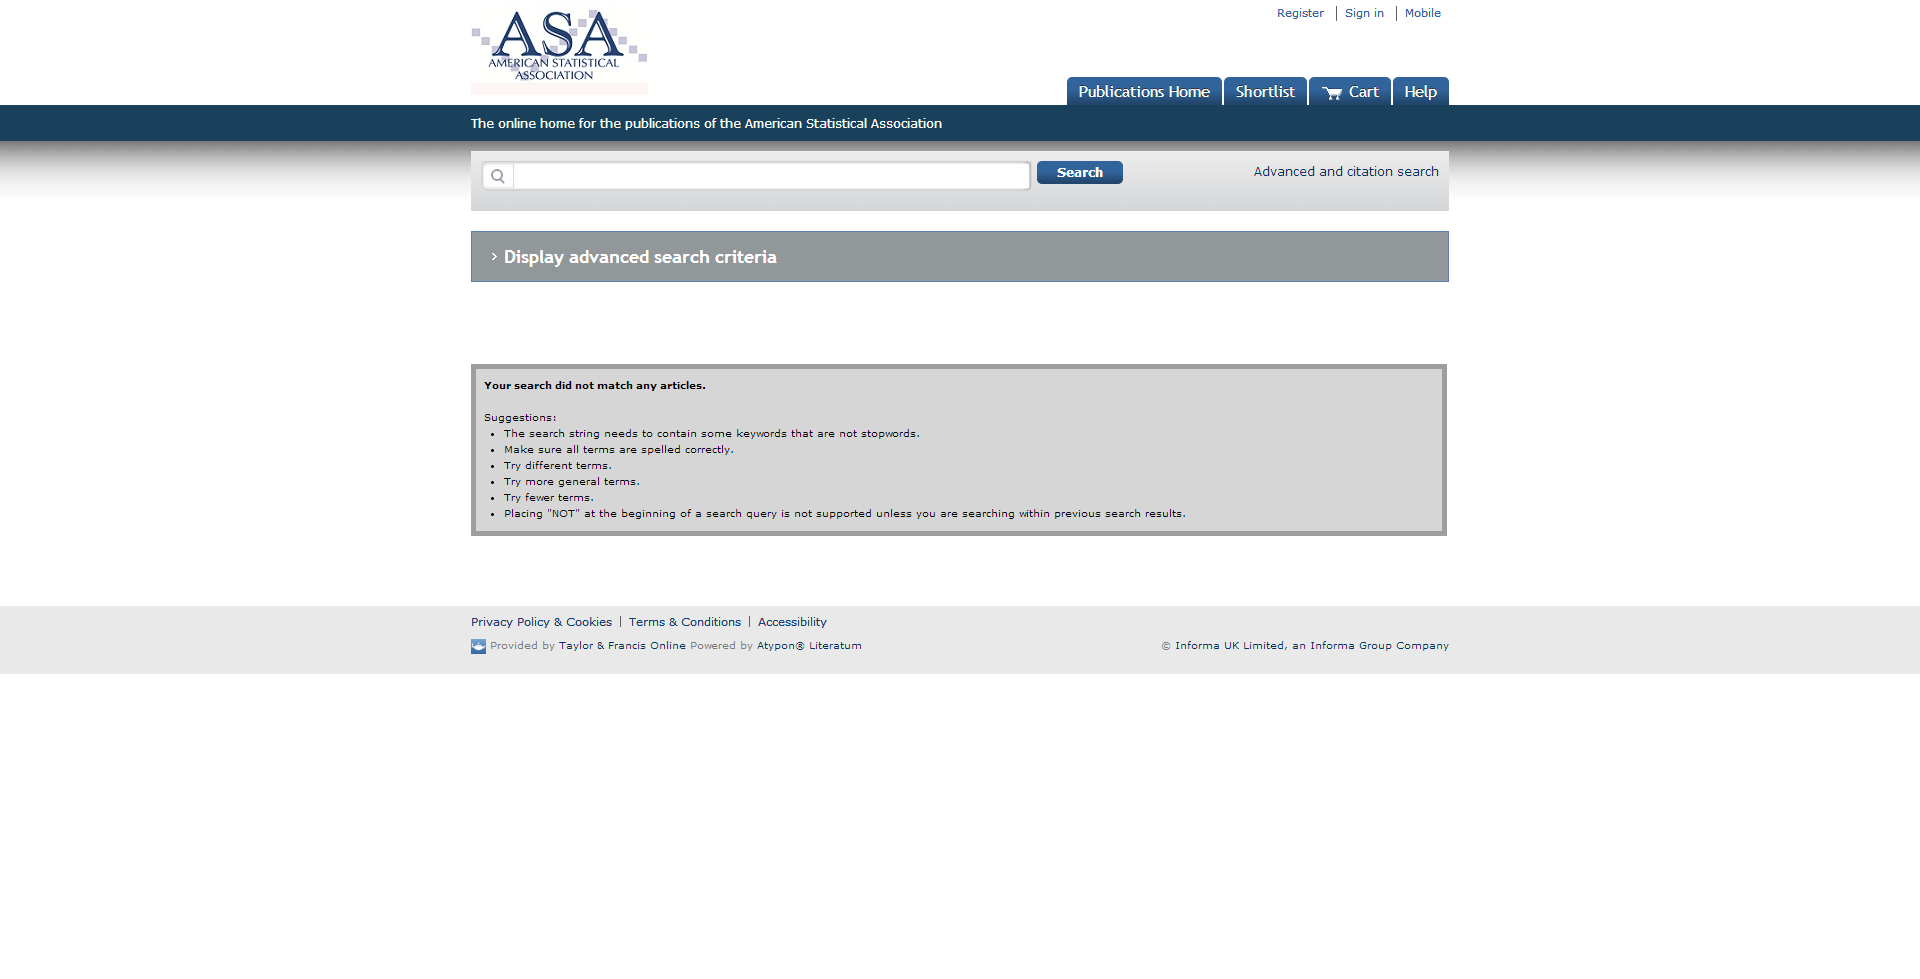 ASA
AMERICAN STATISTICAL
ASSOCIATION
Register
Sign in
Mobile
Publications Home
Shortlist
Cart
Help
The online home for the publications of the American Statistical Association
Search
Advanced and citation search
› Display advanced search criteria
Your search did not match any articles.
Suggestions:
• The search string needs to contain some keywords that are not stopwords.
• Make sure all terms are spelled correctly.
• Try different terms.
• Try more general terms.
• Try fewer terms.
• Placing "NOT" at the beginning of a search query is not supported unless you are searching within previous search results.
Privacy Policy & Cookies | Terms & Conditions | Accessibility
Provided by Taylor & Francis Online Powered by Atypon® Literatum
© Informa UK Limited, an Informa Group Company